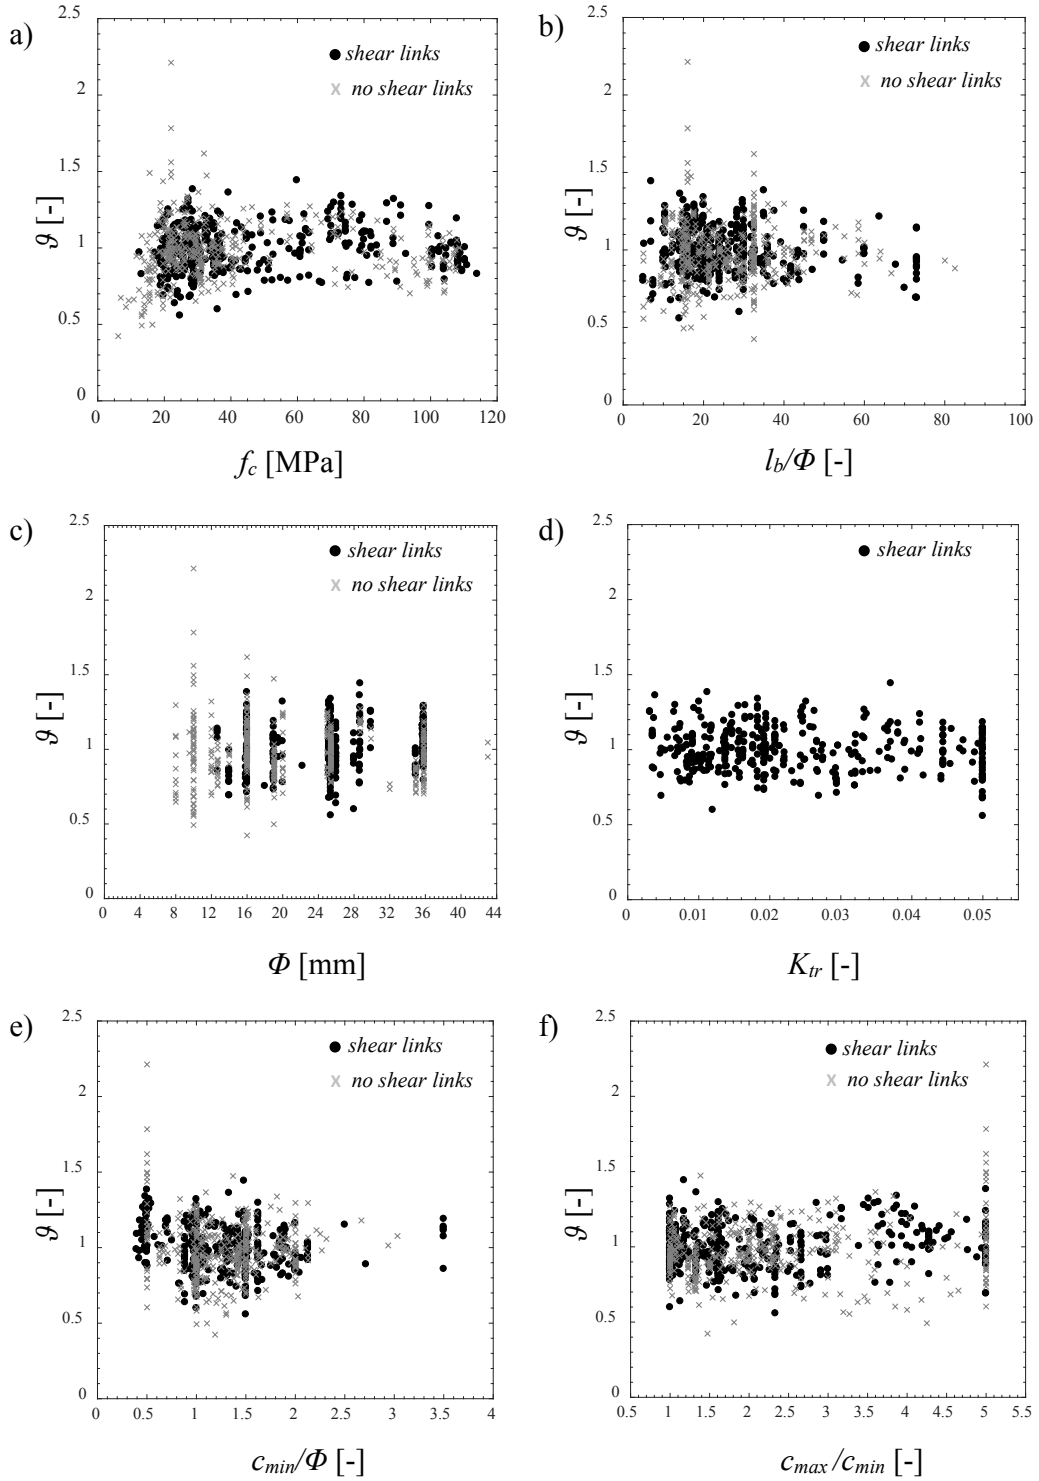 a)
2.5
2
1.5
1
0.5
0
ϑ [-]
● shear links
x no shear links
0 20 40 60 80 100 120
f_c [MPa]
b)
2.5
2
1.5
1
0.5
0
ϑ [-]
● shear links
x no shear links
0 20 40 60 80 100
l_b/Φ [-]
c)
2.5
2
1.5
1
0.5
0
ϑ [-]
● shear links
x no shear links
0 4 8 12 16 20 24 28 32 36 40 44
Φ [mm]
d)
2.5
2
1.5
1
0.5
0
ϑ [-]
● shear links
0 0.01 0.02 0.03 0.04 0.05
K_tr [-]
e)
2.5
2
1.5
1
0.5
0
ϑ [-]
● shear links
x no shear links
0 0.5 1 1.5 2 2.5 3 3.5 4
c_min/Φ [-]
f)
2.5
2
1.5
1
0.5
0
ϑ [-]
● shear links
x no shear links
0.5 1 1.5 2 2.5 3 3.5 4 4.5 5 5.5
c_max/c_min [-]